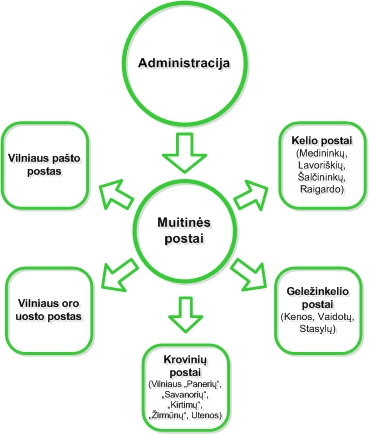 Administracija
Vilniaus pašto
postas
Kelio postai
(Medininkų,
Lavoriškių,
Šalčininkų,
Raigardo)
Muitinės
postai
Vilniaus oro
uosto postas
Geležinkelio
postai
(Kenos, Vaidotų,
Stasylų)
Krovinių
postai
(Vilniaus „Panerių“,
„Savanorių“,
„Kirtimų“,
„Žirmūnų“, Utenos)